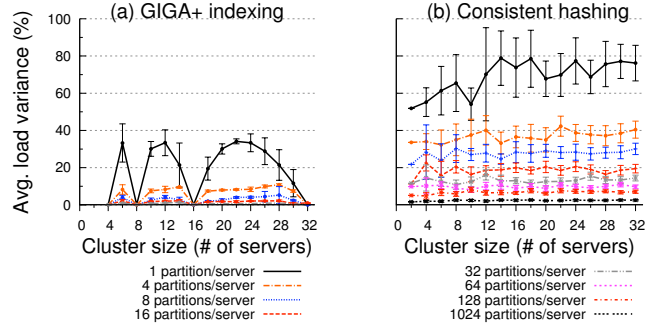 (a) GIGA+ indexing
(b) Consistent hashing
Avg. load variance (%)
100
80
60
40
20
0
0 4 8 12 16 20 24 28 32
0 4 8 12 16 20 24 28 32
Cluster size (# of servers)
Cluster size (# of servers)
1 partition/server
4 partitions/server
8 partitions/server
16 partitions/server
32 partitions/server
64 partitions/server
128 partitions/server
1024 partitions/server